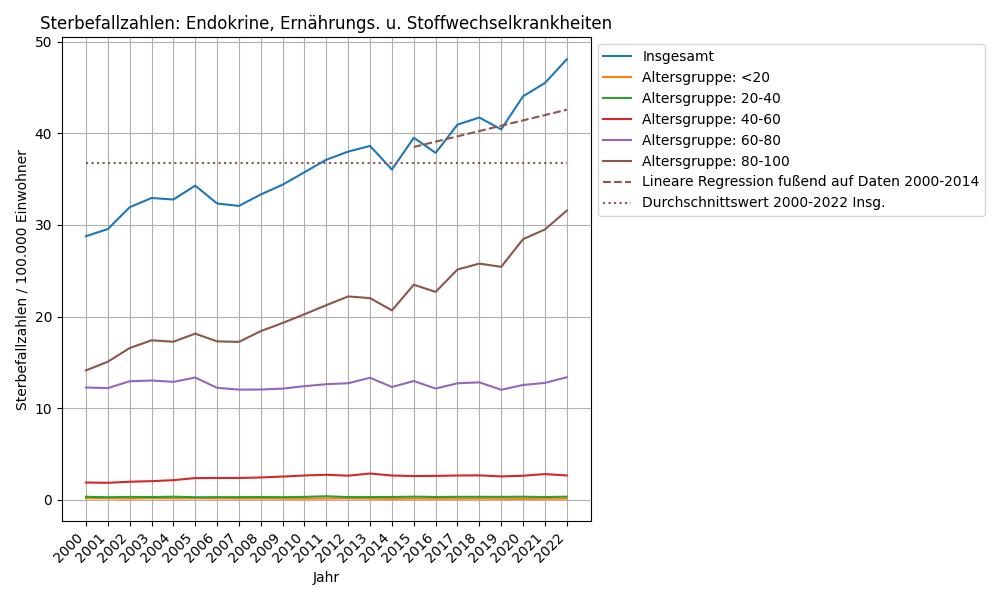 Sterbefallzahlen: Endokrine, Ernährungs. u. Stoffwechselkrankheiten
Sterbefallzahlen / 100.000 Einwohner
50
40
30
20
10
0
2000
2001
2002
2003
2004
2005
2006
2007
2008
2009
2010
2011
2012
2013
2014
2015
2016
2017
2018
2019
2020
2021
2022
Jahr
Insgesamt
Altersgruppe: <20
Altersgruppe: 20-40
Altersgruppe: 40-60
Altersgruppe: 60-80
Altersgruppe: 80-100
Lineare Regression fußend auf Daten 2000-2014
Durchschnittswert 2000-2022 Insg.